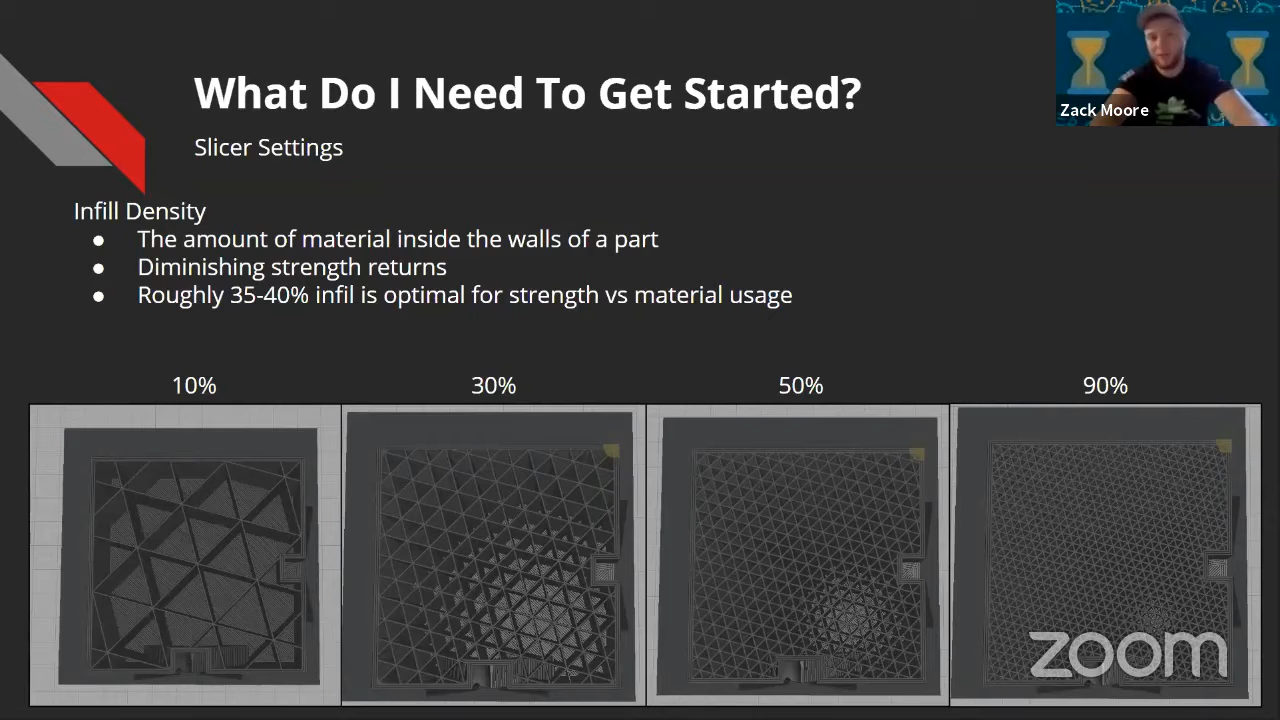 What Do I Need To Get Started?
Zack Moore
Slicer Settings
Infill Density
● The amount of material inside the walls of a part
● Diminishing strength returns
● Roughly 35-40% infil is optimal for strength vs material usage
10%
30%
50%
90%
zoom